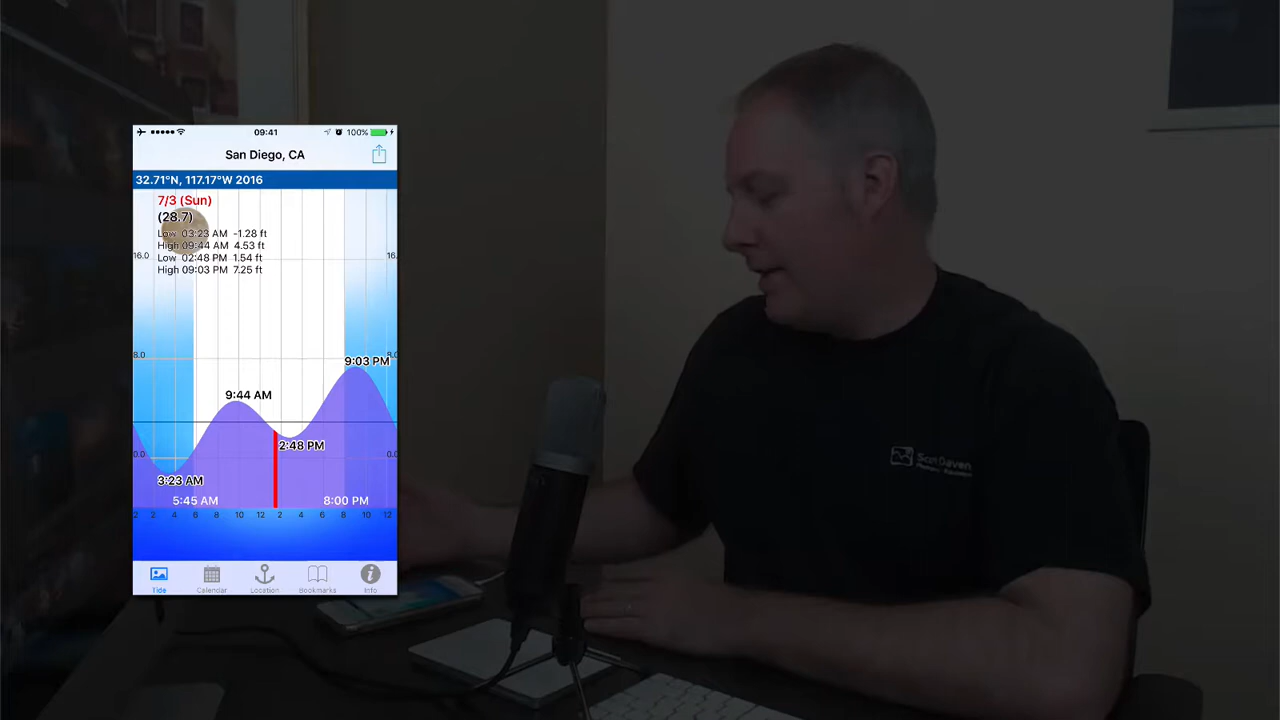 09:41
100%
San Diego, CA
32.71°N, 117.17°W 2016
7/3 (Sun)
(28.7)
Low 03:23 AM -1.28 ft
High 09:44 AM 4.53 ft
Low 02:48 PM 1.54 ft
High 09:03 PM 7.25 ft
16.0 16.
8.0 8.0
9:03 PM
9:44 AM
2:48 PM
0.0 0.0
3:23 AM
5:45 AM 8:00 PM
2 2 4 6 8 10 12 2 4 6 8 10 12
Tide Calendar Location Bookmarks Info